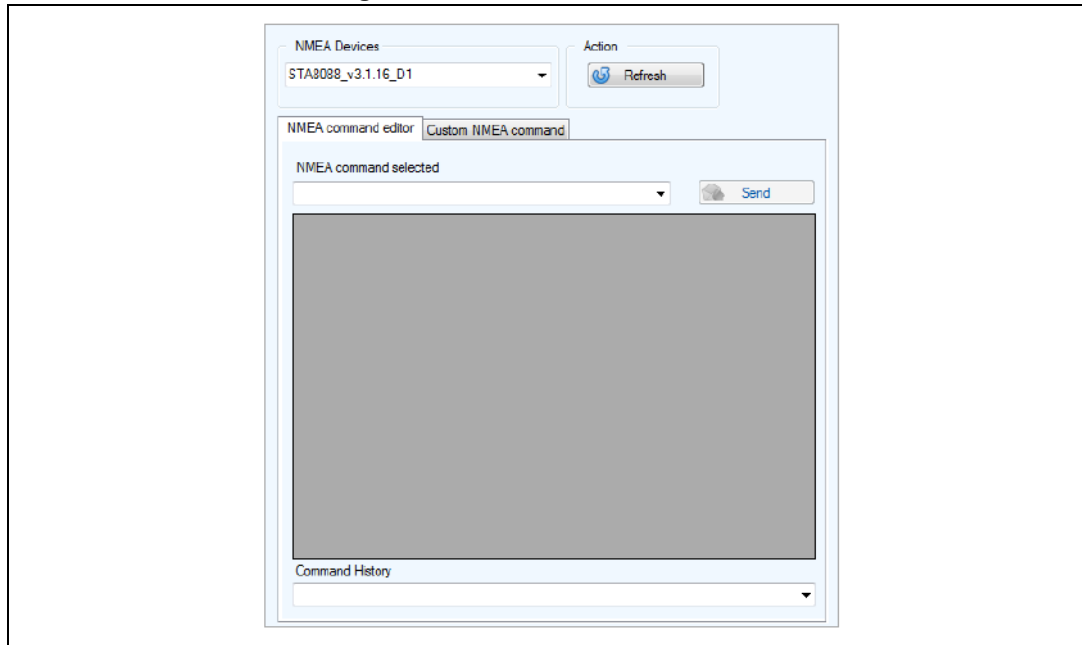 NMEA Devices
Action
STA8088_v3.1.16_D1
Refresh
NMEA command editor
Custom NMEA command
NMEA command selected
Send
Command History